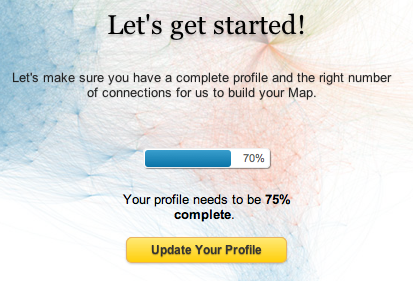 Let's get started!
Let's make sure you have a complete profile and the right number
of connections for us to build your Map.
70%
Your profile needs to be 75%
complete.
Update Your Profile